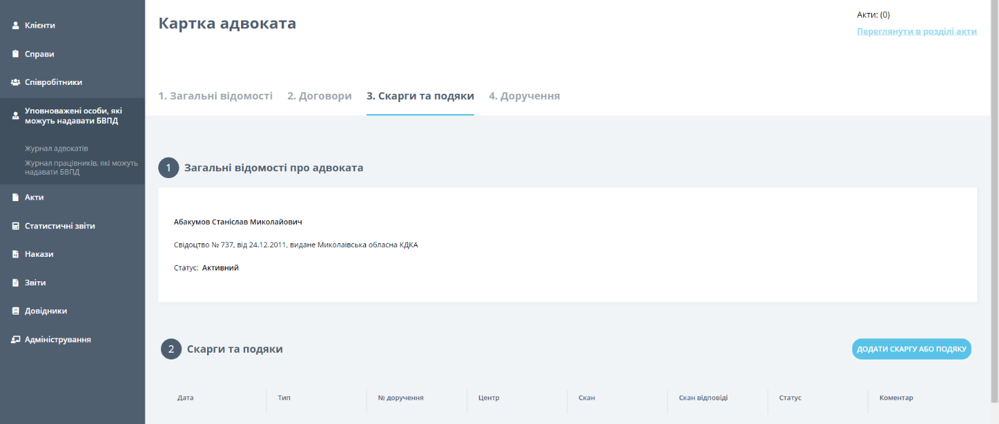 Клієнти
Справи
Співробітники
Уповноважені особи, які
можуть надавати БВПД
Журнал адвокатів
Журнал працівників, які можуть
надавати БВПД
Акти
Статистичні звіти
Накази
Звіти
Довідники
Адміністрування
Картка адвоката
Акти: (0)
Переглянути в розділі акти
1. Загальні відомості 2. Договори 3. Скарги та подяки 4. Доручення
1 Загальні відомості про адвоката
Абакумов Станіслав Миколайович
Свідоцтво № 737, від 24.12.2011, видане Миколаївська обласна КДКА
Статус: Активний
2 Скарги та подяки
ДОДАТИ СКАРГУ АБО ПОДЯКУ
Дата Тип № доручення Центр Скан Скан відповіді Статус Коментар